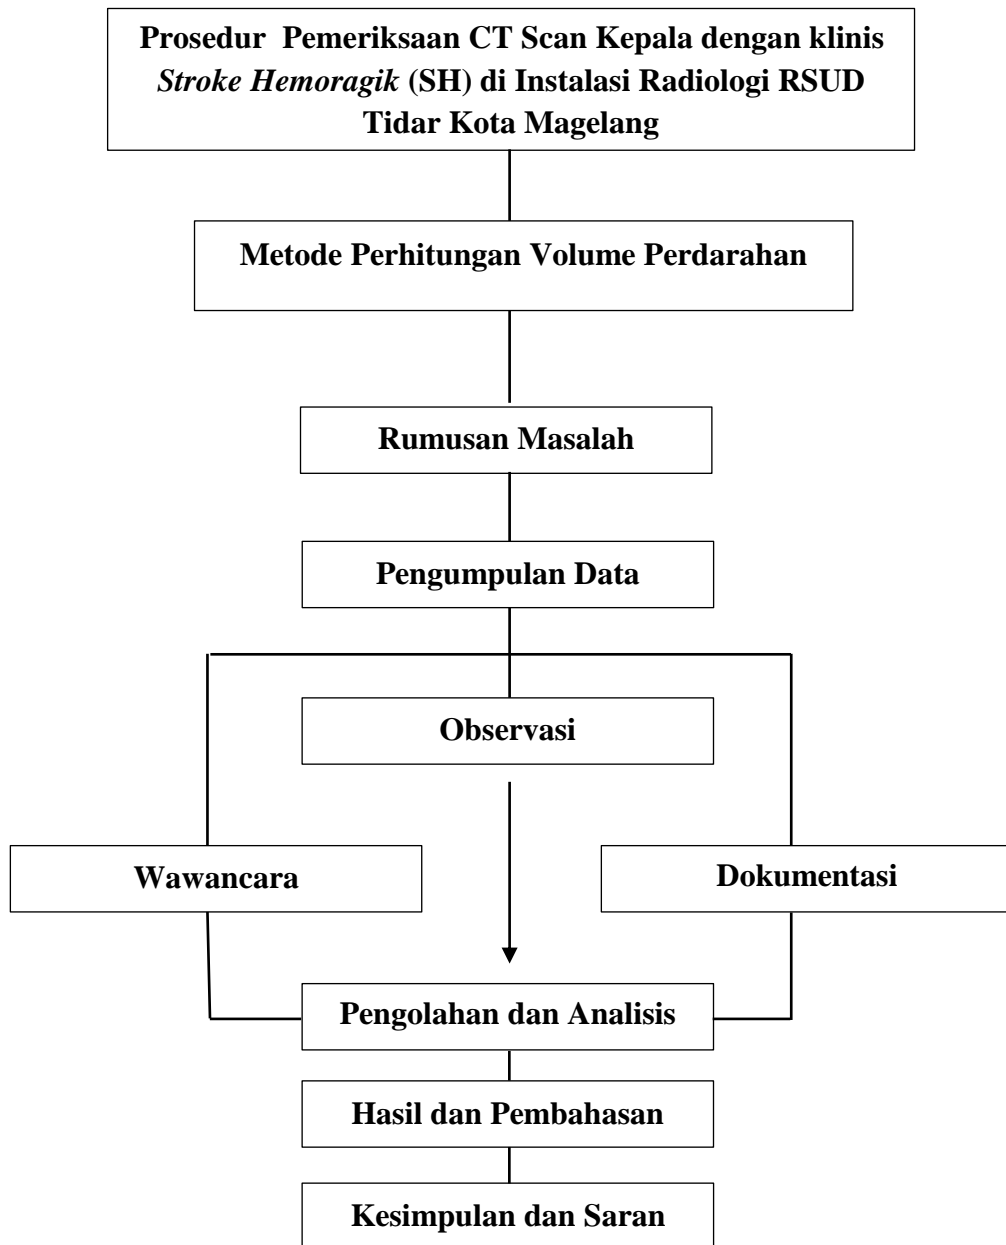 Prosedur Pemeriksaan CT Scan Kepala dengan klinis
Stroke Hemoragik (SH) di Instalasi Radiologi RSUD
Tidar Kota Magelang
Metode Perhitungan Volume Perdarahan
Rumusan Masalah
Pengumpulan Data
Observasi
Wawancara
Dokumentasi
Pengolahan dan Analisis
Hasil dan Pembahasan
Kesimpulan dan Saran